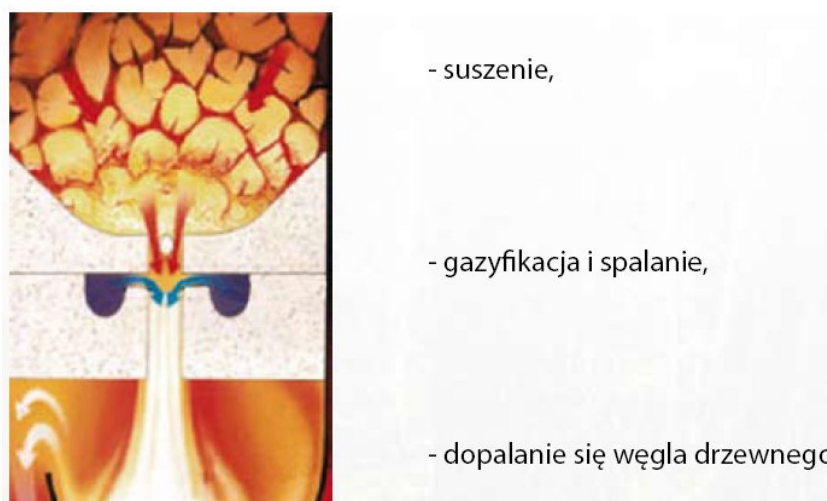 - suszenie,
- gazyfikacja i spalanie,
- dopalanie się węgla drzewnego